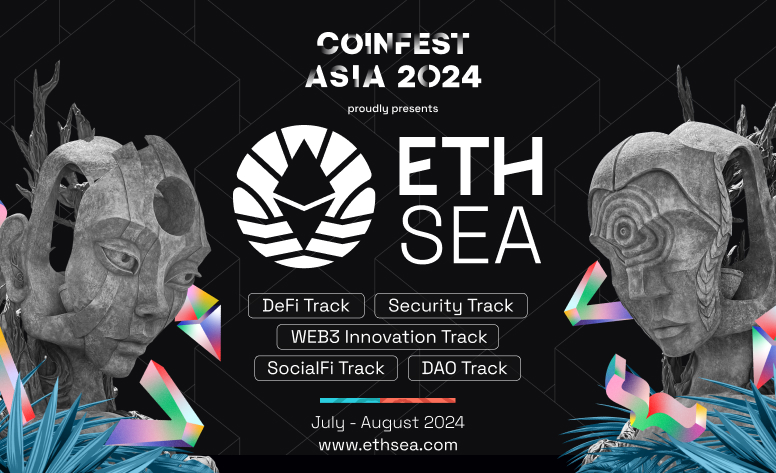 COINFEST
ASIA 2024
proudly presents
ETH
SEA
DeFi Track
Security Track
WEB3 Innovation Track
SocialFi Track
DAO Track
July - August 2024
www.ethsea.com